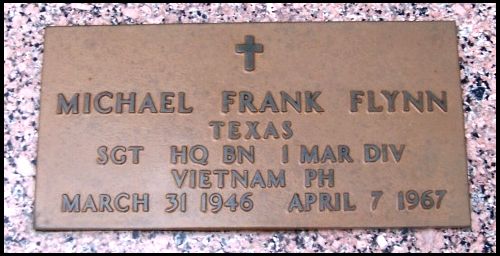 MICHAEL FRANK FLYNN
TEXAS
SGT HQ BN 1 MAR DIV
VIETNAM PH
MARCH 31 1946 APRIL 7 1967